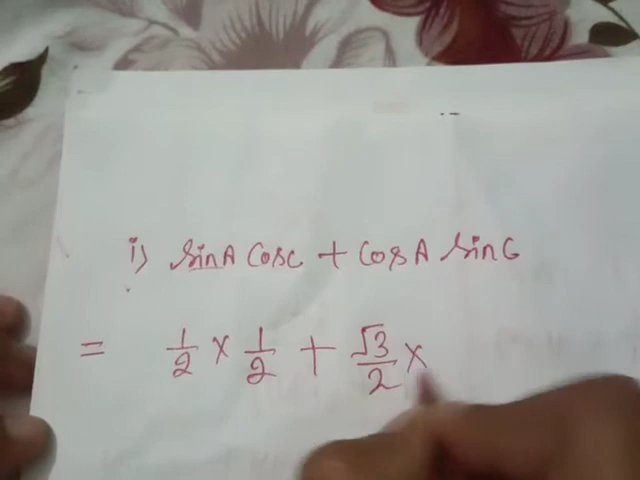 i) sinA cosC + cosA sinC
= 1/2 × 1/2 + √3/2 ×